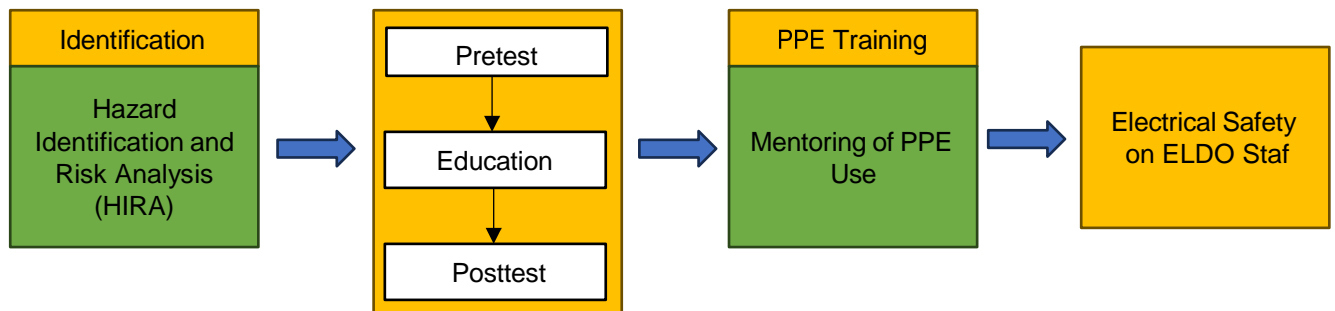 Identification
Hazard
Identification and
Risk Analysis
(HIRA)
Pretest
Education
Posttest
PPE Training
Mentoring of PPE
Use
Electrical Safety
on ELDO Staf